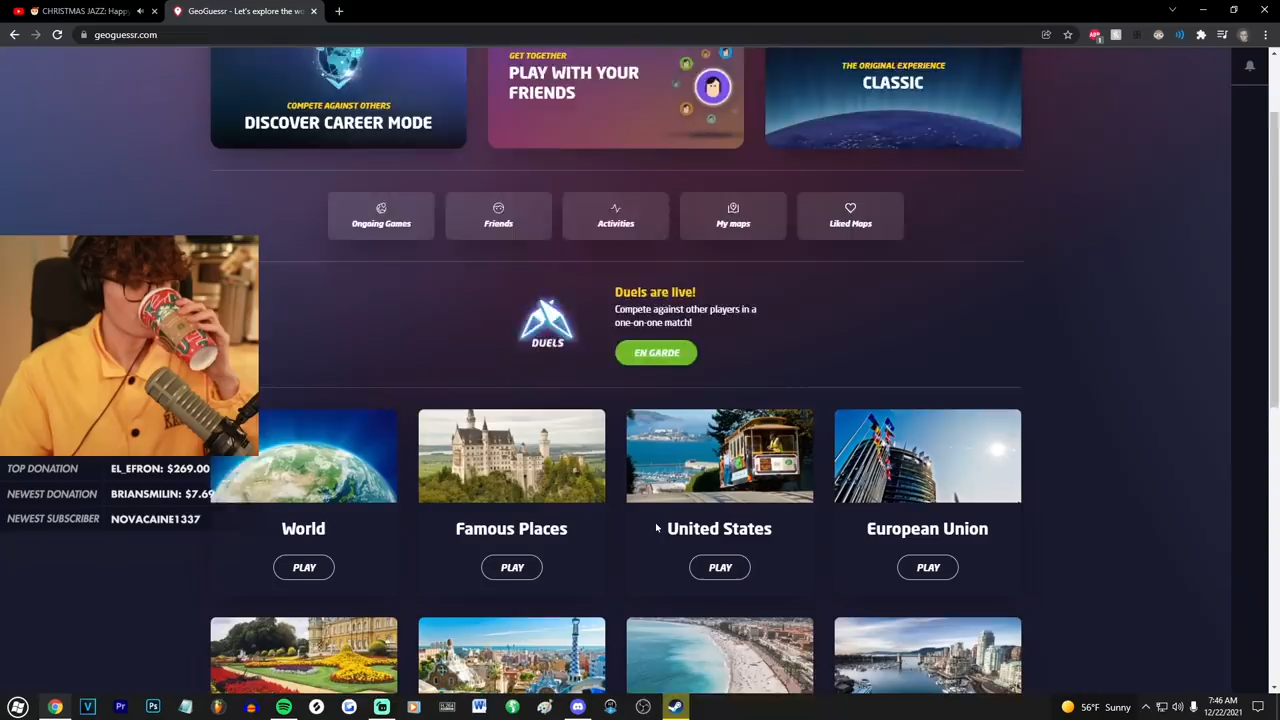 CHRISTMAS JAZZ: Happ
GeoGuessr - Let's explore the wo
geoguessr.com
COMPETE AGAINST OTHERS
DISCOVER CAREER MODE
GET TOGETHER
PLAY WITH YOUR
FRIENDS
THE ORIGINAL EXPERIENCE
CLASSIC
Ongoing Games
Friends
Activities
My maps
Liked Maps
DUELS
Duels are live!
Compete against other players in a
one-on-one match!
EN GARDE
TOP DONATION EL_EFRON: $269.00
NEWEST DONATION BRIANSMILIN: $7.69
NEWEST SUBSCRIBER NOVACAINE1337
World
Famous Places
United States
European Union
PLAY
PLAY
PLAY
PLAY
56°F Sunny
7:46 AM
12/22/2021